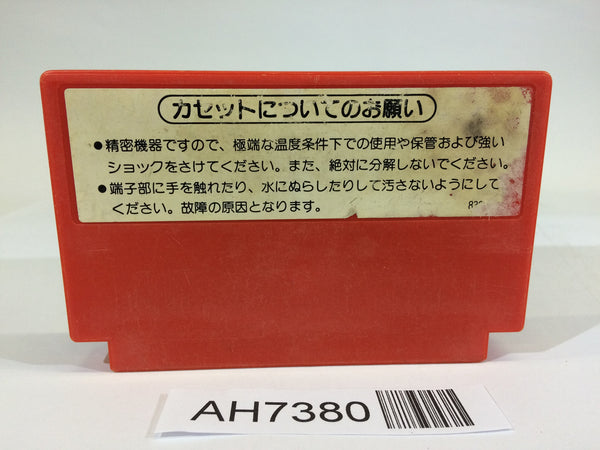 カセットについてのお願い
●精密機器ですので、極端な温度条件下での使用や保管および強い
ショックをさけてください。また、絶対に分解しないでください。
●端子部に手を触れたり、水にぬらしたりして汚さないようにして
ください。故障の原因となります。
AH7380